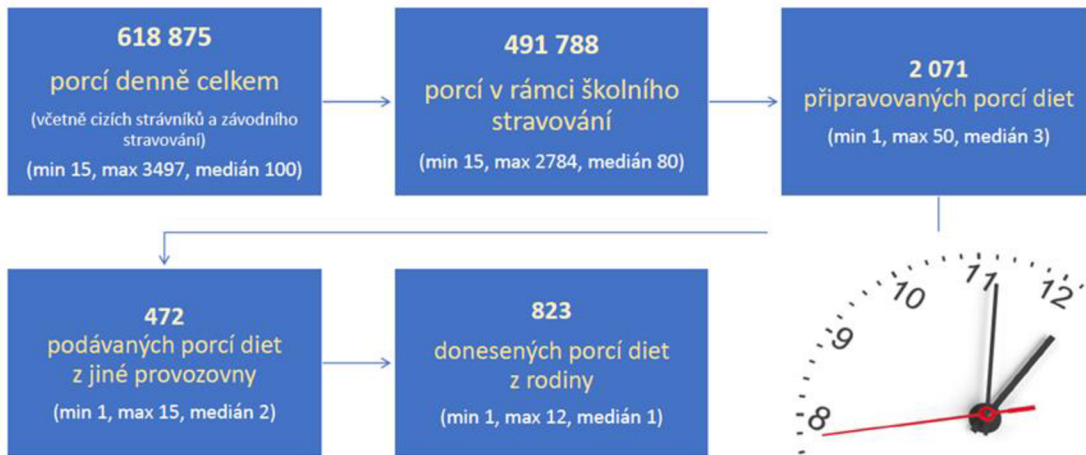 618 875
porcí denně celkem
(včetně cizích strávníků a závodního
stravování)
(min 15, max 3497, medián 100)
491 788
porcí v rámci školního
stravování
(min 15, max 2784, medián 80)
2 071
připravovaných porcí diet
(min 1, max 50, medián 3)
472
podávaných porcí diet
z jiné provozovny
(min 1, max 15, medián 2)
823
donesených porcí diet
z rodiny
(min 1, max 12, medián 1)
8
9
10
11
12